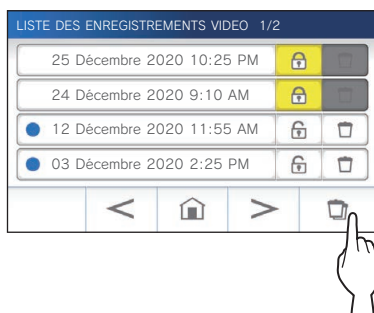 LISTE DES ENREGISTREMENTS VIDEO 1/2
25 Décembre 2020 10:25 PM
24 Décembre 2020 9:10 AM
12 Décembre 2020 11:55 AM
03 Décembre 2020 2:25 PM